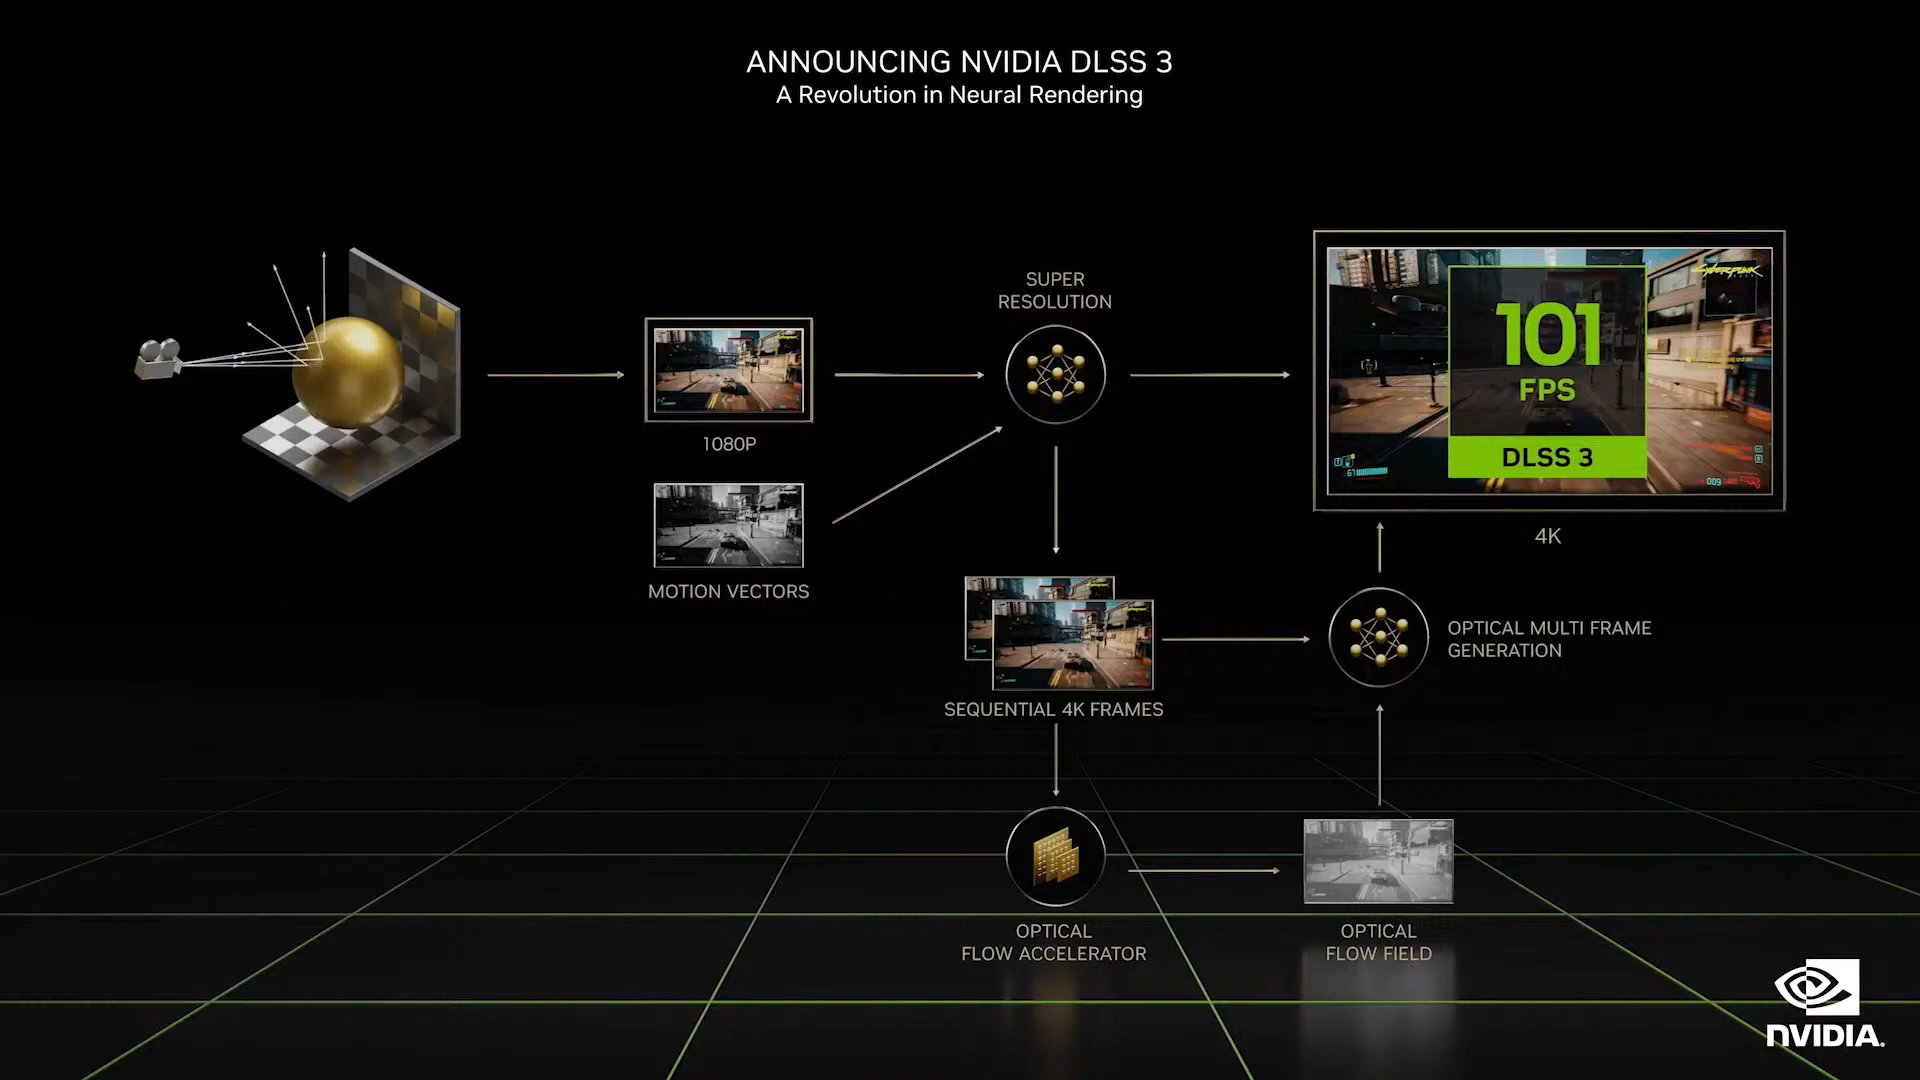 ANNOUNCING NVIDIA DLSS 3
A Revolution in Neural Rendering
SUPER
RESOLUTION
CYBERPUNK
101
FPS
DLSS 3
1080P
4K
MOTION VECTORS
OPTICAL MULTI FRAME
GENERATION
SEQUENTIAL 4K FRAMES
OPTICAL
FLOW ACCELERATOR
OPTICAL
FLOW FIELD
NVIDIA.